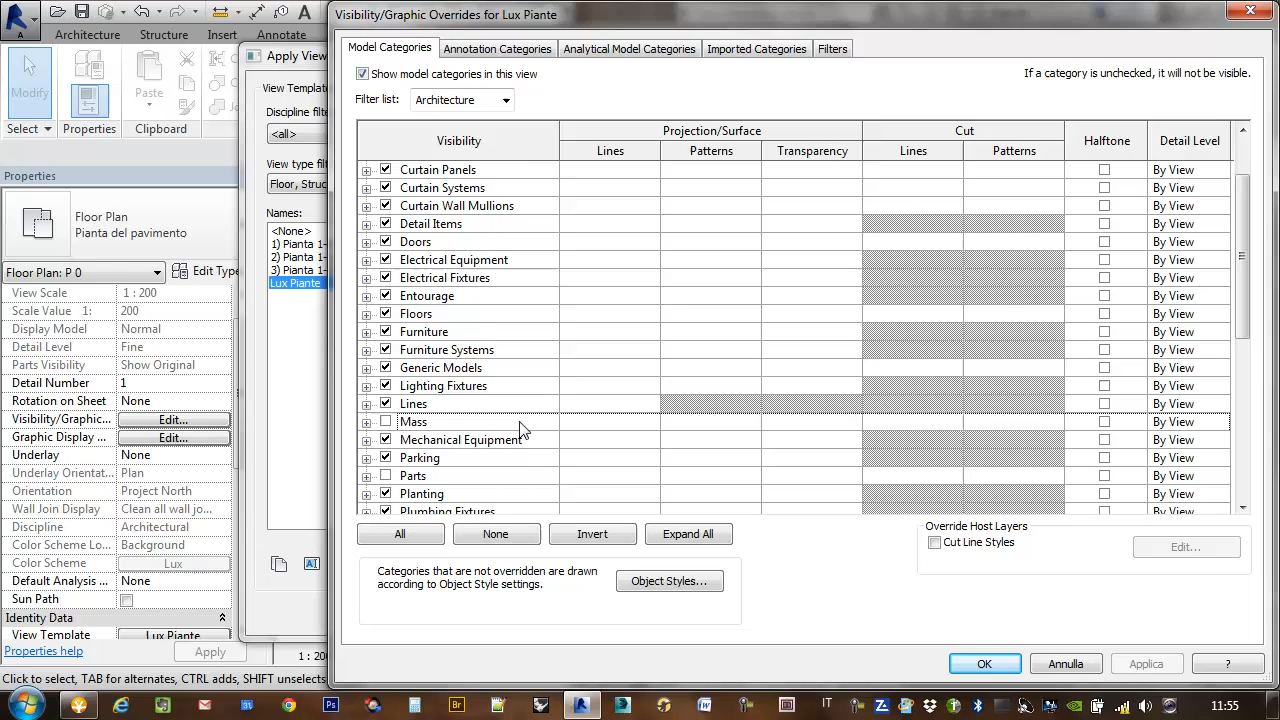 Visibility/Graphic Overrides for Lux Piante
Architecture
Structure
Insert
Annotate
Modify
Paste
Select
Properties
Clipboard
Properties
Floor Plan
Pianta del pavimento
Floor Plan: P 0
Edit Type
View Scale 1 : 200
Scale Value 1: 200
Display Model Normal
Detail Level Fine
Parts Visibility Show Original
Detail Number 1
Rotation on Sheet None
Visibility/Graphic... Edit...
Graphic Display ... Edit...
Underlay None
Underlay Orientat... Plan
Orientation Project North
Wall Join Display Clean all wall jo...
Discipline Architectural
Color Scheme Lo... Background
Color Scheme Lux
Default Analysis ... None
Sun Path
Identity Data
View Template Lux Piante
Properties help
Apply
1 : 200
Click to select, TAB for alternates, CTRL adds, SHIFT unselects
Apply View
View Template
Discipline filte
<all>
View type filt
Floor, Struc
Names:
<None>
1) Pianta 1-
2) Pianta 1-
3) Pianta 1-
Lux Piante
Model Categories
Annotation Categories
Analytical Model Categories
Imported Categories
Filters
Show model categories in this view
If a category is unchecked, it will not be visible.
Filter list: Architecture
Visibility
Projection/Surface
Cut
Halftone
Detail Level
Lines
Patterns
Transparency
Lines
Patterns
Curtain Panels By View
Curtain Systems By View
Curtain Wall Mullions By View
Detail Items By View
Doors By View
Electrical Equipment By View
Electrical Fixtures By View
Entourage By View
Floors By View
Furniture By View
Furniture Systems By View
Generic Models By View
Lighting Fixtures By View
Lines By View
Mass By View
Mechanical Equipment By View
Parking By View
Parts By View
Planting By View
Plumbing Fixtures By View
All
None
Invert
Expand All
Override Host Layers
Cut Line Styles
Edit...
Categories that are not overridden are drawn
according to Object Style settings.
Object Styles...
OK
Annulla
Applica
?
IT
11:55